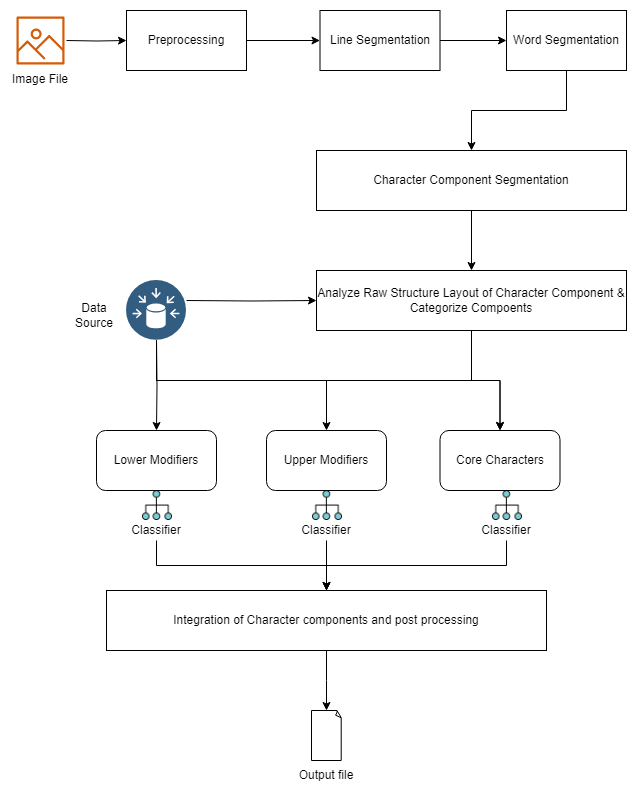 Image File
Preprocessing
Line Segmentation
Word Segmentation
Character Component Segmentation
Data
Source
Analyze Raw Structure Layout of Character Component &
Categorize Compoents
Lower Modifiers
Upper Modifiers
Core Characters
Classifier
Classifier
Classifier
Integration of Character components and post processing
Output file